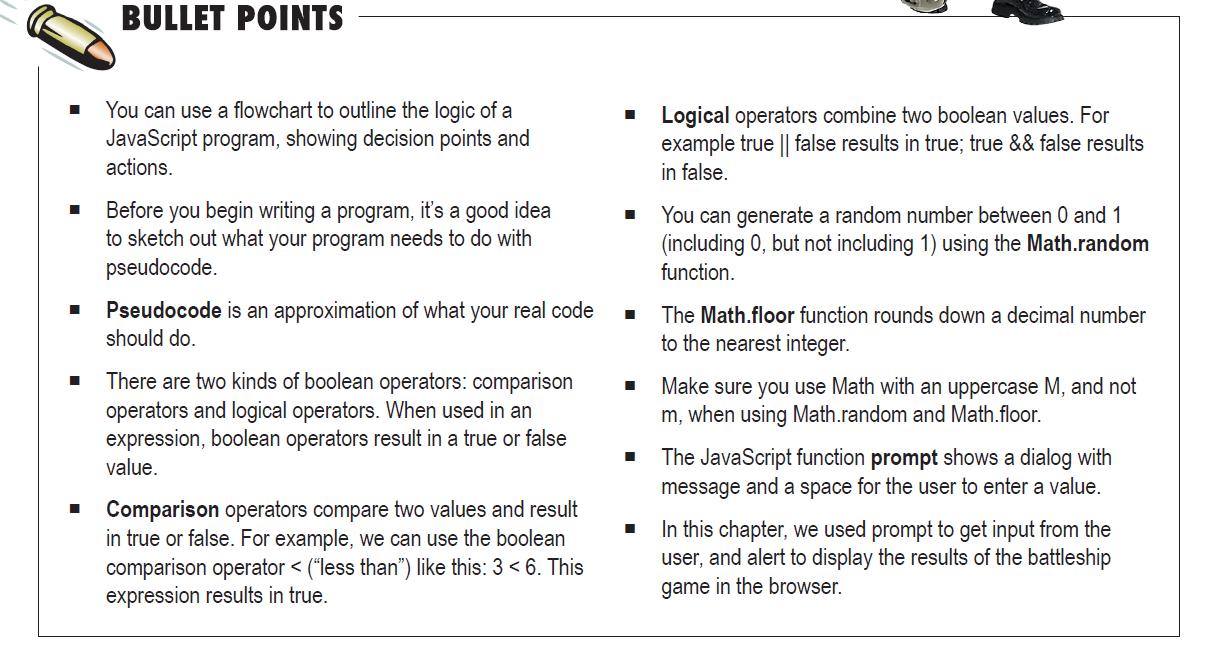 BULLET POINTS
■ You can use a flowchart to outline the logic of a
JavaScript program, showing decision points and
actions.
■ Before you begin writing a program, it’s a good idea
to sketch out what your program needs to do with
pseudocode.
■ Pseudocode is an approximation of what your real code
should do.
■ There are two kinds of boolean operators: comparison
operators and logical operators. When used in an
expression, boolean operators result in a true or false
value.
■ Comparison operators compare two values and result
in true or false. For example, we can use the boolean
comparison operator < (“less than”) like this: 3 < 6. This
expression results in true.
■ Logical operators combine two boolean values. For
example true || false results in true; true && false results
in false.
■ You can generate a random number between 0 and 1
(including 0, but not including 1) using the Math.random
function.
■ The Math.floor function rounds down a decimal number
to the nearest integer.
■ Make sure you use Math with an uppercase M, and not
m, when using Math.random and Math.floor.
■ The JavaScript function prompt shows a dialog with
message and a space for the user to enter a value.
■ In this chapter, we used prompt to get input from the
user, and alert to display the results of the battleship
game in the browser.